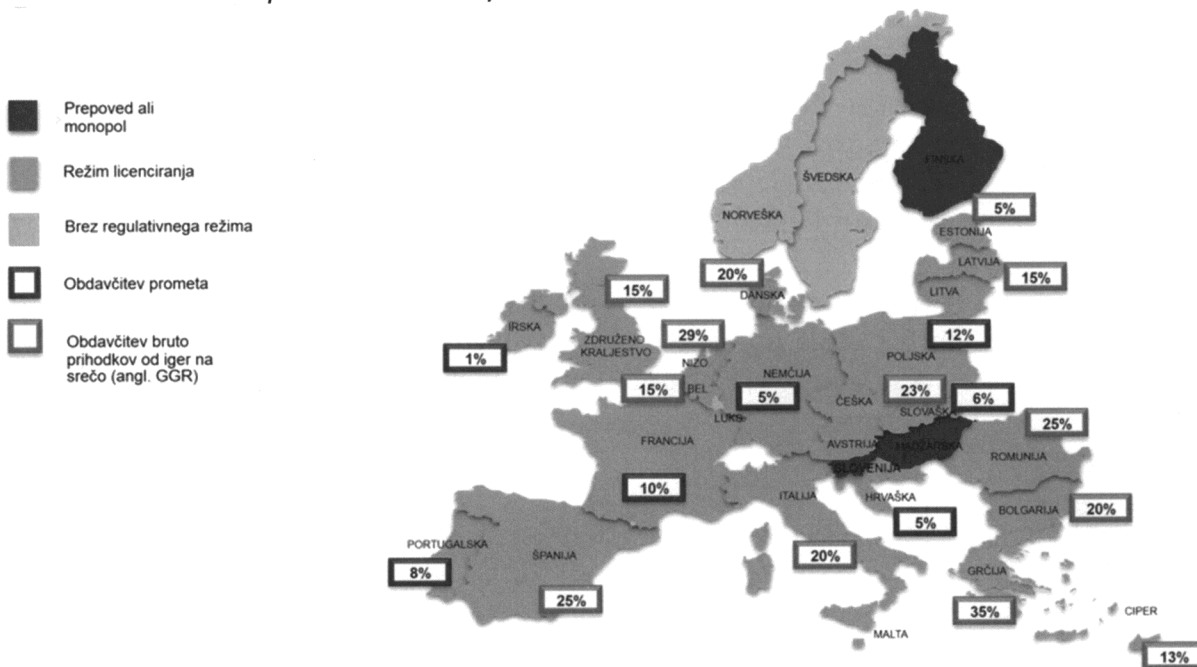 Prepoved ali
monopol
Režim licenciranja
Brez regulativnega režima
Obdavčitev prometa
Obdavčitev bruto
prihodkov od iger na
srečo (angl. GGR)
FINSKA
ŠVEDSKA
NORVEŠKA
5%
ESTONIJA
LATVIJA
15%
LITVA
20%
DANSKA
15%
IRSKA
ZDRUŽENO
KRALJESTVO
1%
29%
NIZO
12%
POLJSKA
NEMČIJA
15%
BEL
5%
ČEŠKA
23%
6%
SLOVAŠKA
LUKS
25%
FRANCIJA
AVSTRIJA
MADŽARSKA
ROMUNIJA
SLOVENIJA
10%
ITALIJA
HRVAŠKA
5%
BOLGARIJA
20%
PORTUGALSKA
ŠPANIJA
8%
25%
20%
GRČIJA
35%
MALTA
CIPER
13%